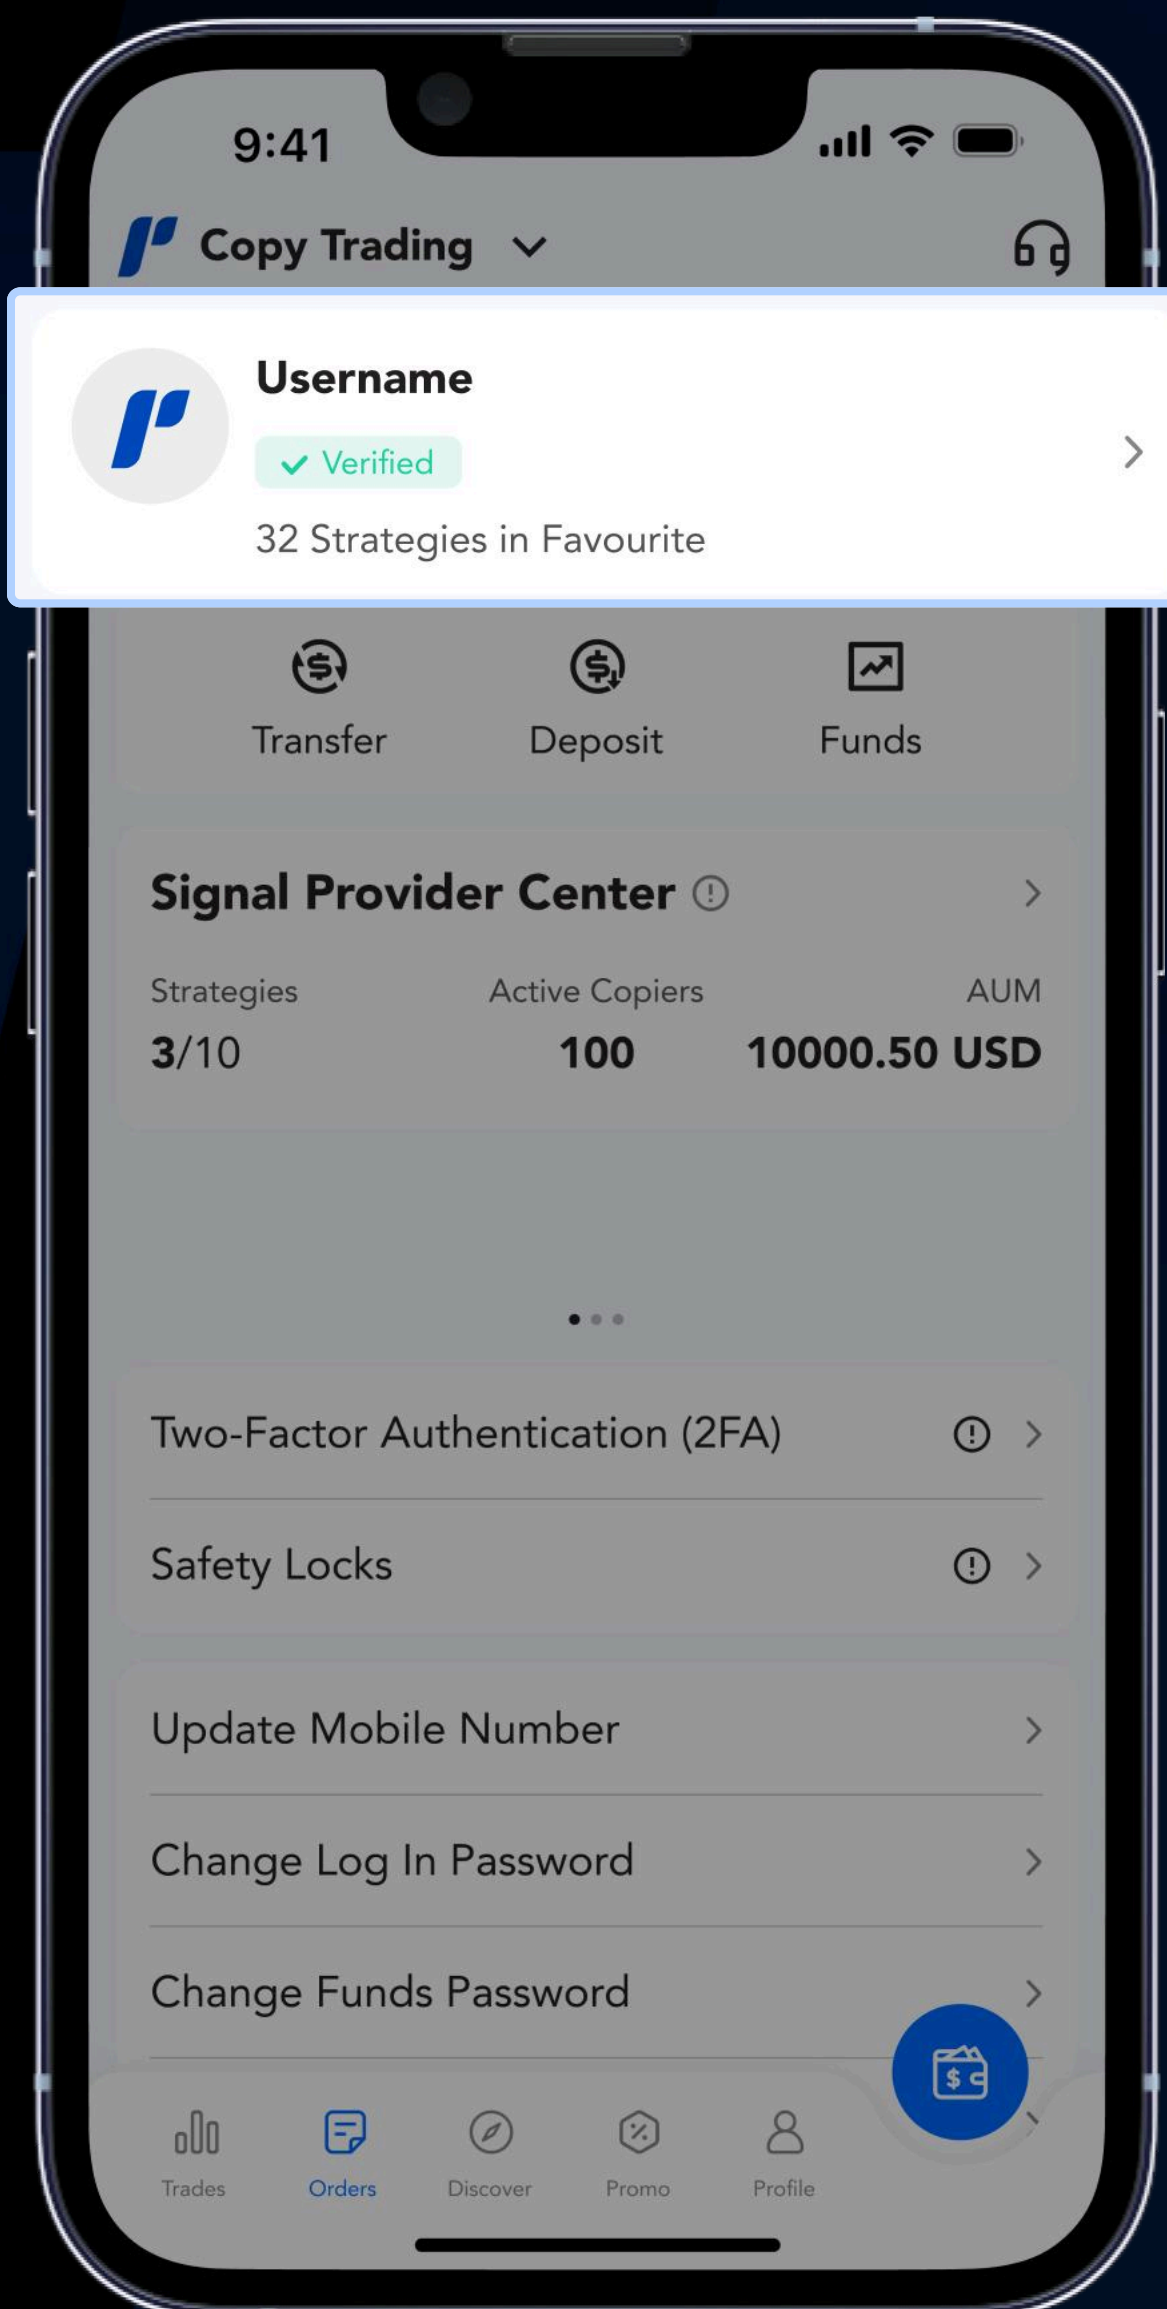 9:41
Copy Trading
Username
Verified
32 Strategies in Favourite
Transfer Deposit Funds
Signal Provider Center
Strategies Active Copiers AUM
3/10 100 10000.50 USD
Two-Factor Authentication (2FA)
Safety Locks
Update Mobile Number
Change Log In Password
Change Funds Password
Trades Orders Discover Promo Profile